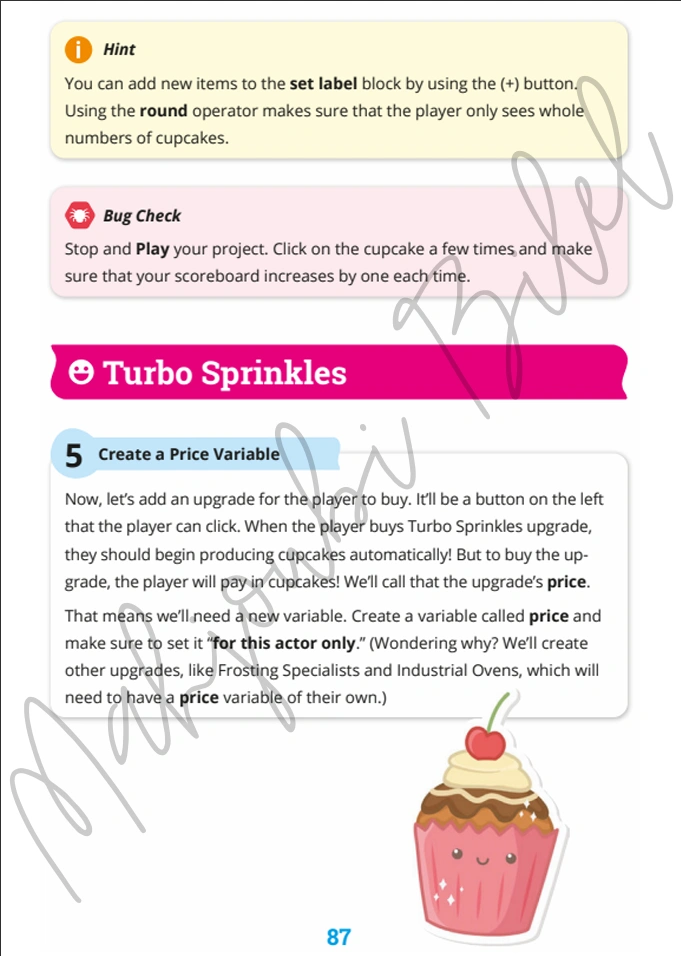 Hint
You can add new items to the set label block by using the (+) button.
Using the round operator makes sure that the player only sees whole
numbers of cupcakes.
Bug Check
Stop and Play your project. Click on the cupcake a few times and make
sure that your scoreboard increases by one each time.
Turbo Sprinkles
5 Create a Price Variable
Now, let’s add an upgrade for the player to buy. It’ll be a button on the left
that the player can click. When the player buys Turbo Sprinkles upgrade,
they should begin producing cupcakes automatically! But to buy the up-
grade, the player will pay in cupcakes! We’ll call that the upgrade’s price.
That means we’ll need a new variable. Create a variable called price and
make sure to set it “for this actor only.” (Wondering why? We’ll create
other upgrades, like Frosting Specialists and Industrial Ovens, which will
need to have a price variable of their own.)
Mahjoubi Bilel
87